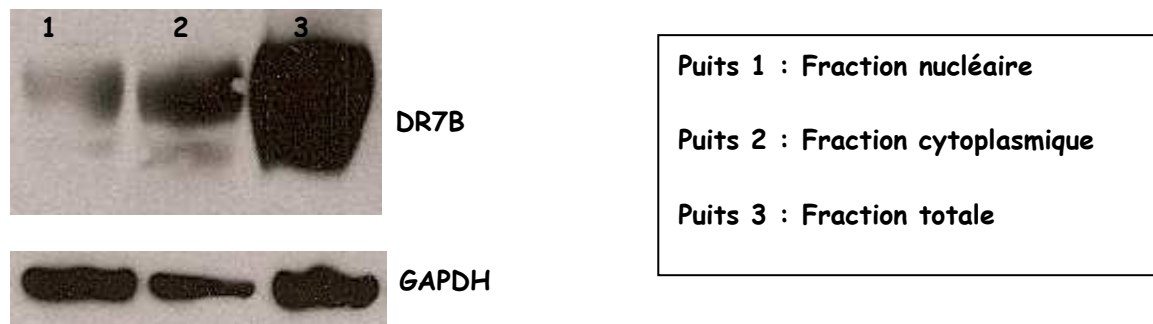 1 2 3
DR7B
GAPDH
Puits 1 : Fraction nucléaire
Puits 2 : Fraction cytoplasmique
Puits 3 : Fraction totale